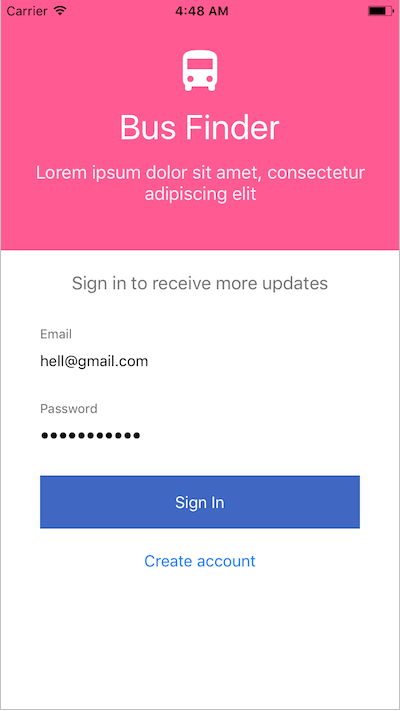 Carrier 4:48 AM
Bus Finder
Lorem ipsum dolor sit amet, consectetur
adipiscing elit
Sign in to receive more updates
Email
hell@gmail.com
Password
•••••••••••
Sign In
Create account